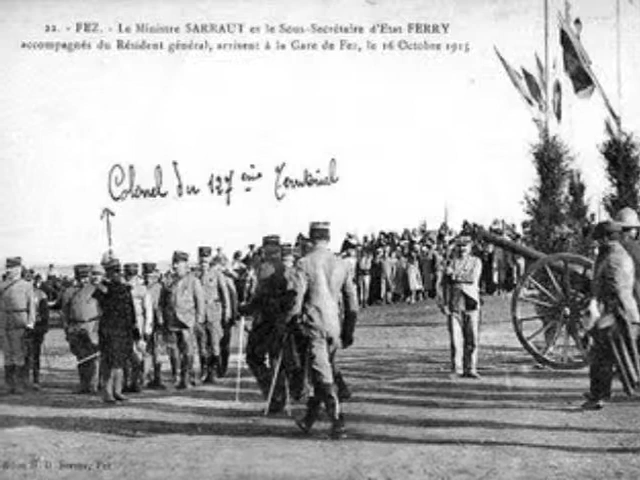 22. - FEZ. - Le Ministre SARRAUT et le Sous-Secrétaire d'Etat FERRY
accompagnés du Résident général, arrivent à la Gare de Fez, le 16 Octobre 1915
Colonel du 127 ème Territorial
D. Fez